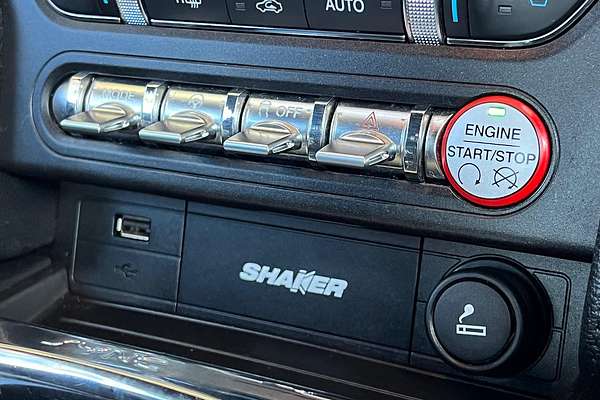 AUTO
MODE
OFF
ENGINE
START/STOP
SHAKER